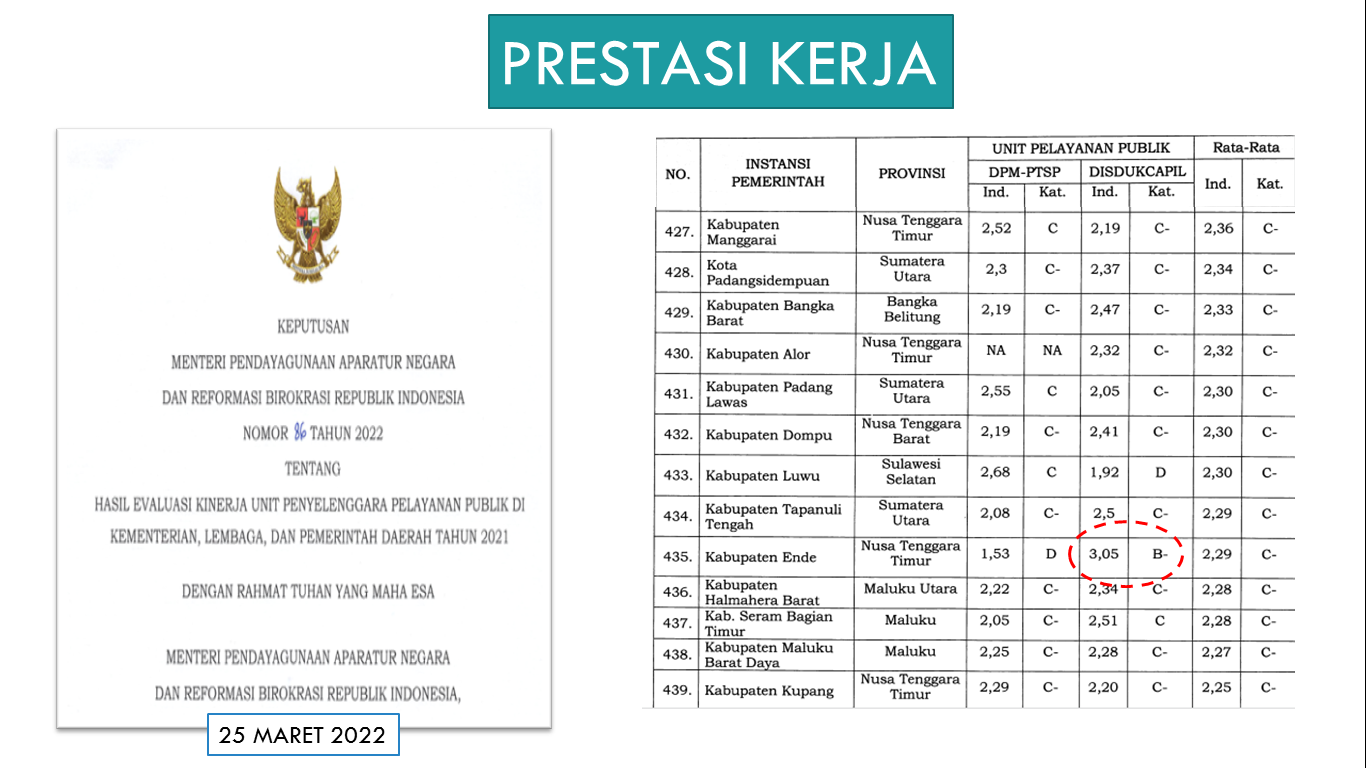 PRESTASI KERJA
KEPUTUSAN
MENTERI PENDAYAGUNAAN APARATUR NEGARA
DAN REFORMASI BIROKRASI REPUBLIK INDONESIA
NOMOR 86 TAHUN 2022
TENTANG
HASIL EVALUASI KINERJA UNIT PENYELENGGARA PELAYANAN PUBLIK DI
KEMENTERIAN, LEMBAGA, DAN PEMERINTAH DAERAH TAHUN 2021
DENGAN RAHMAT TUHAN YANG MAHA ESA
MENTERI PENDAYAGUNAAN APARATUR NEGARA
DAN REFORMASI BIROKRASI REPUBLIK INDONESIA,
25 MARET 2022
NO. INSTANSI PEMERINTAH PROVINSI UNIT PELAYANAN PUBLIK Rata-Rata
DPM-PTSP DISDUKCAPIL Ind. Kat.
Ind. Kat. Ind. Kat.
427. Kabupaten Manggarai Nusa Tenggara Timur 2,52 C 2,19 C- 2,36 C-
428. Kota Padangsidempuan Sumatera Utara 2,3 C- 2,37 C- 2,34 C-
429. Kabupaten Bangka Barat Bangka Belitung 2,19 C- 2,47 C- 2,33 C-
430. Kabupaten Alor Nusa Tenggara Timur NA NA 2,32 C- 2,32 C-
431. Kabupaten Padang Lawas Sumatera Utara 2,55 C 2,05 C- 2,30 C-
432. Kabupaten Dompu Nusa Tenggara Barat 2,19 C- 2,41 C- 2,30 C-
433. Kabupaten Luwu Sulawesi Selatan 2,68 C 1,92 D 2,30 C-
434. Kabupaten Tapanuli Tengah Sumatera Utara 2,08 C- 2,5 C- 2,29 C-
435. Kabupaten Ende Nusa Tenggara Timur 1,53 D 3,05 B- 2,29 C-
436. Kabupaten Halmahera Barat Maluku Utara 2,22 C- 2,34 C- 2,28 C-
437. Kab. Seram Bagian Timur Maluku 2,05 C- 2,51 C 2,28 C-
438. Kabupaten Maluku Barat Daya Maluku 2,25 C- 2,28 C- 2,27 C-
439. Kabupaten Kupang Nusa Tenggara Timur 2,29 C- 2,20 C- 2,25 C-